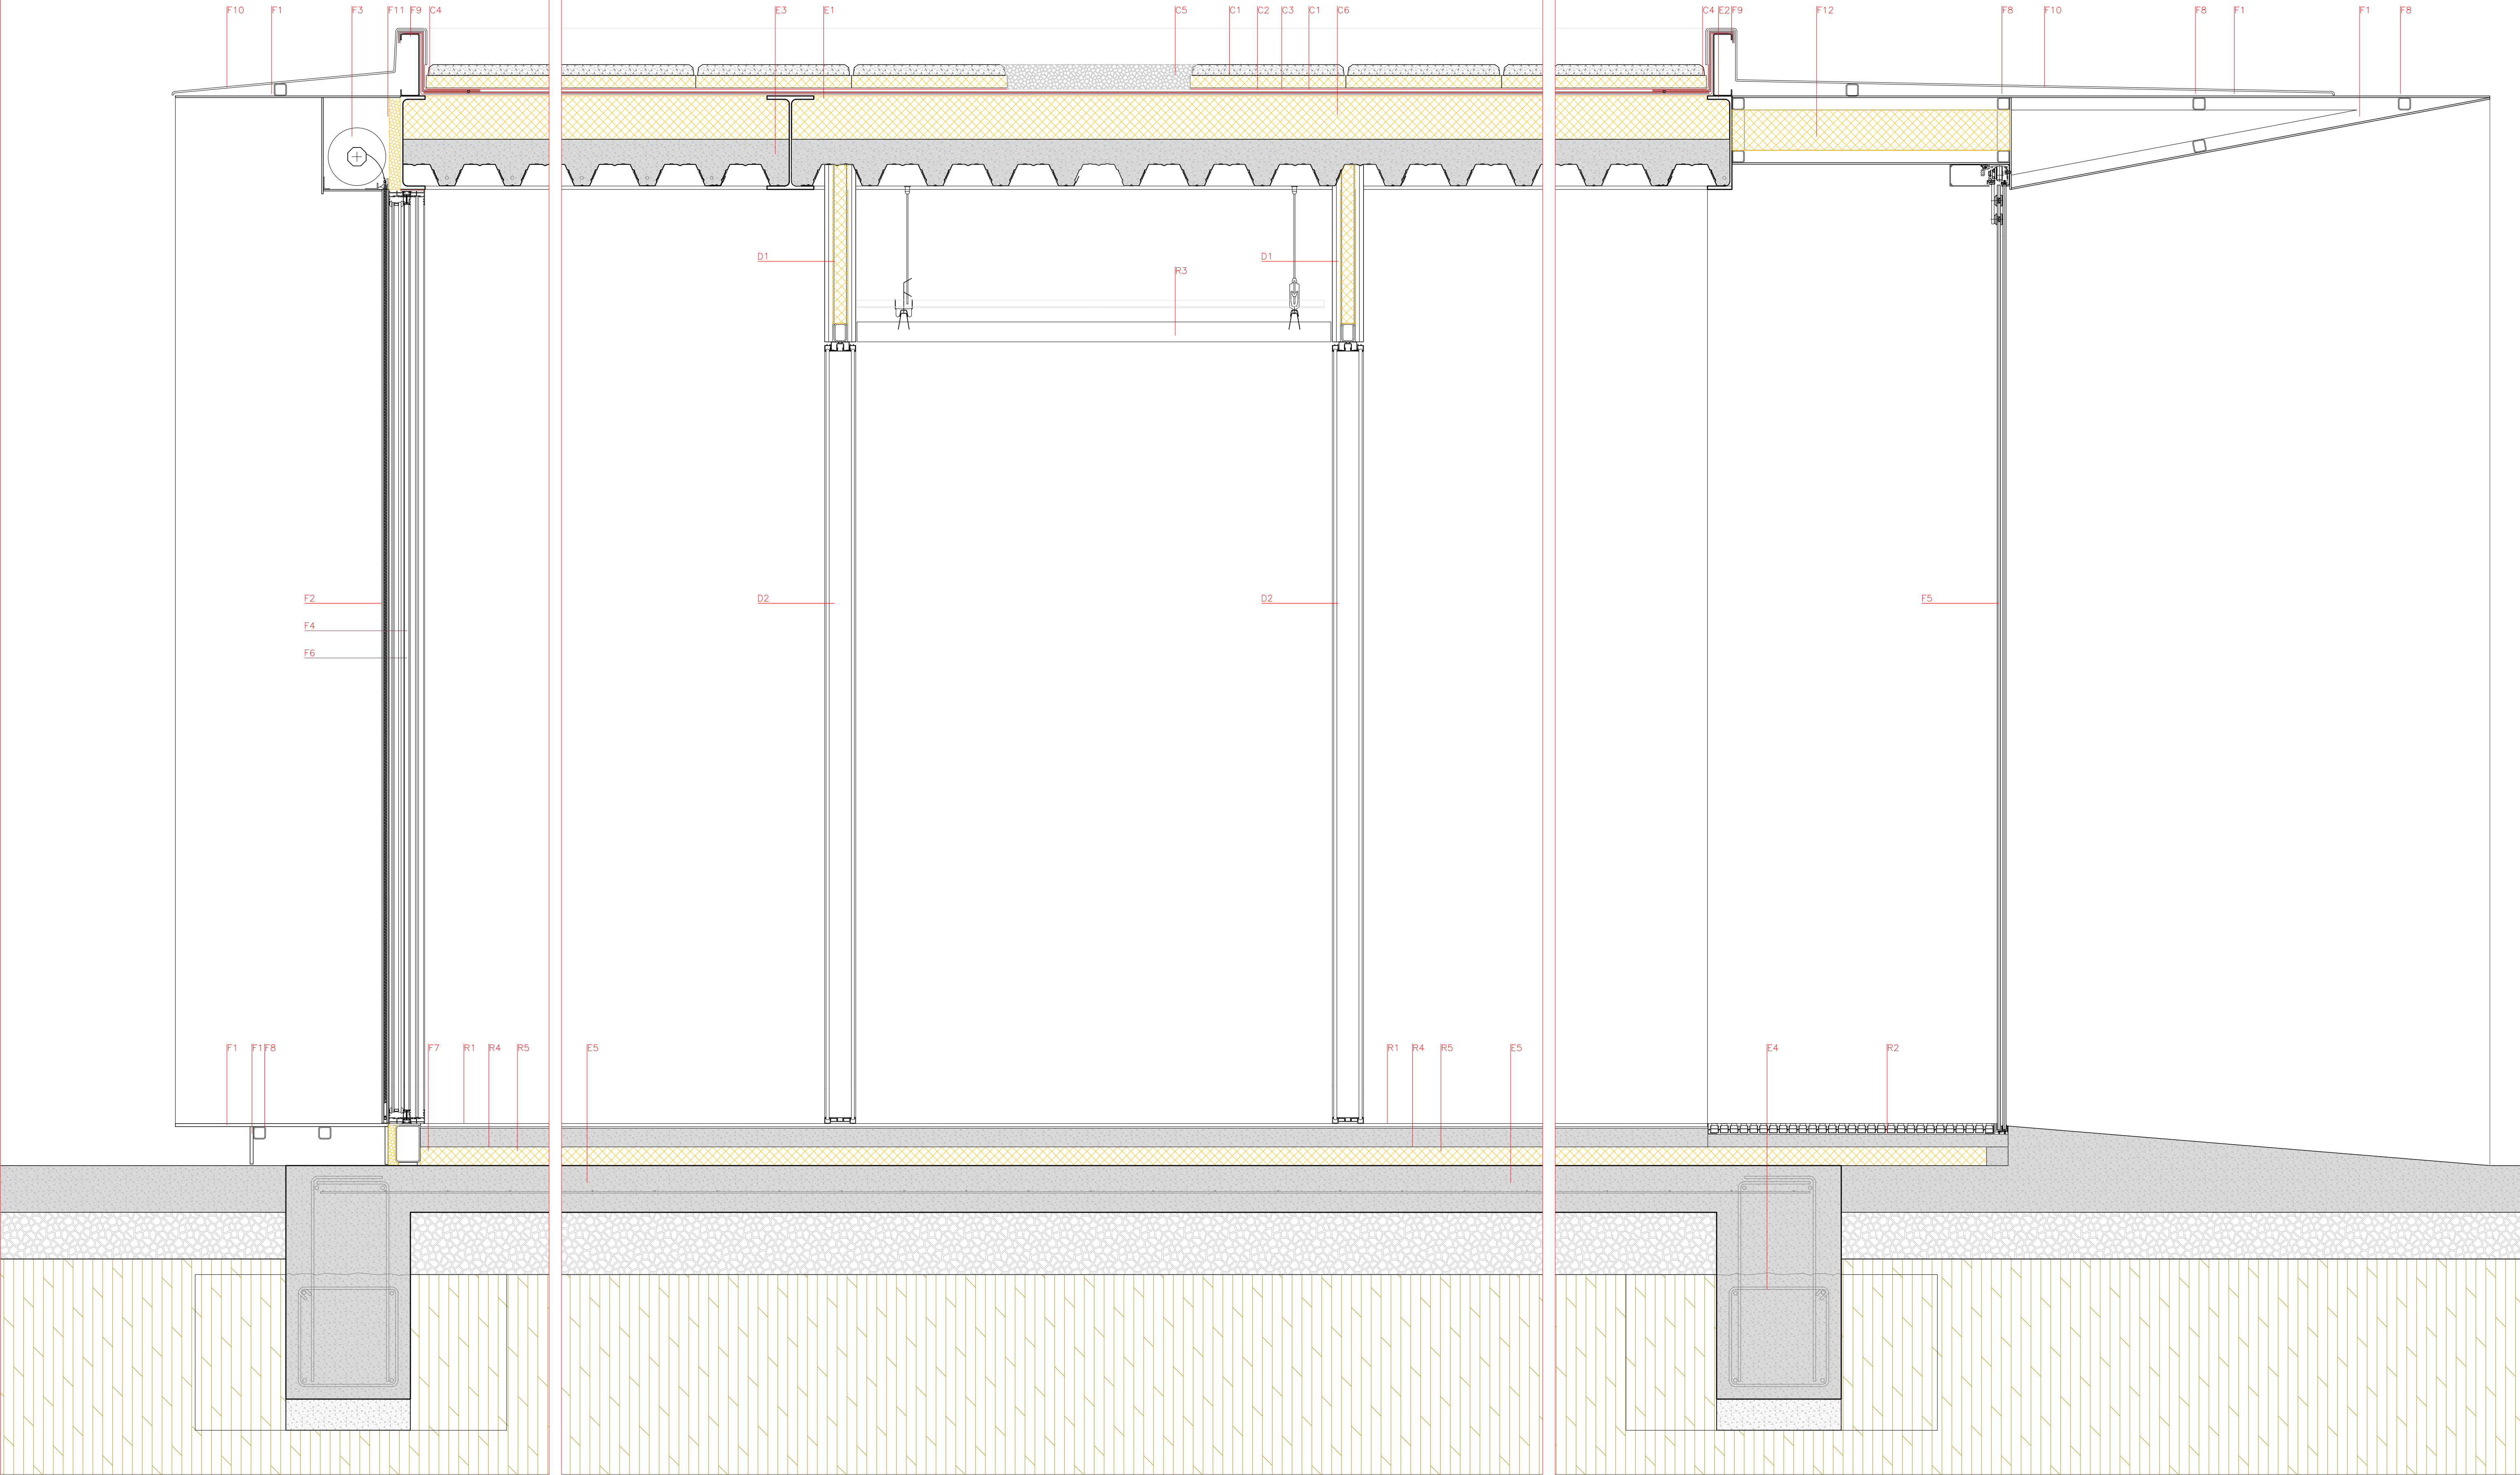 F10 F1 F3 F11 F9 C4 E3 E1 C5 C1 C2 C3 C1 C6 C4 E2 F9 F12 F8 F10 F8 F1 F1 F8
D1 D1
R3
F2 D2 D2 F5
F4
F6
F1 F1 F8 F7 R1 R4 R5 E5 R1 R4 R5 E5 E4 R2